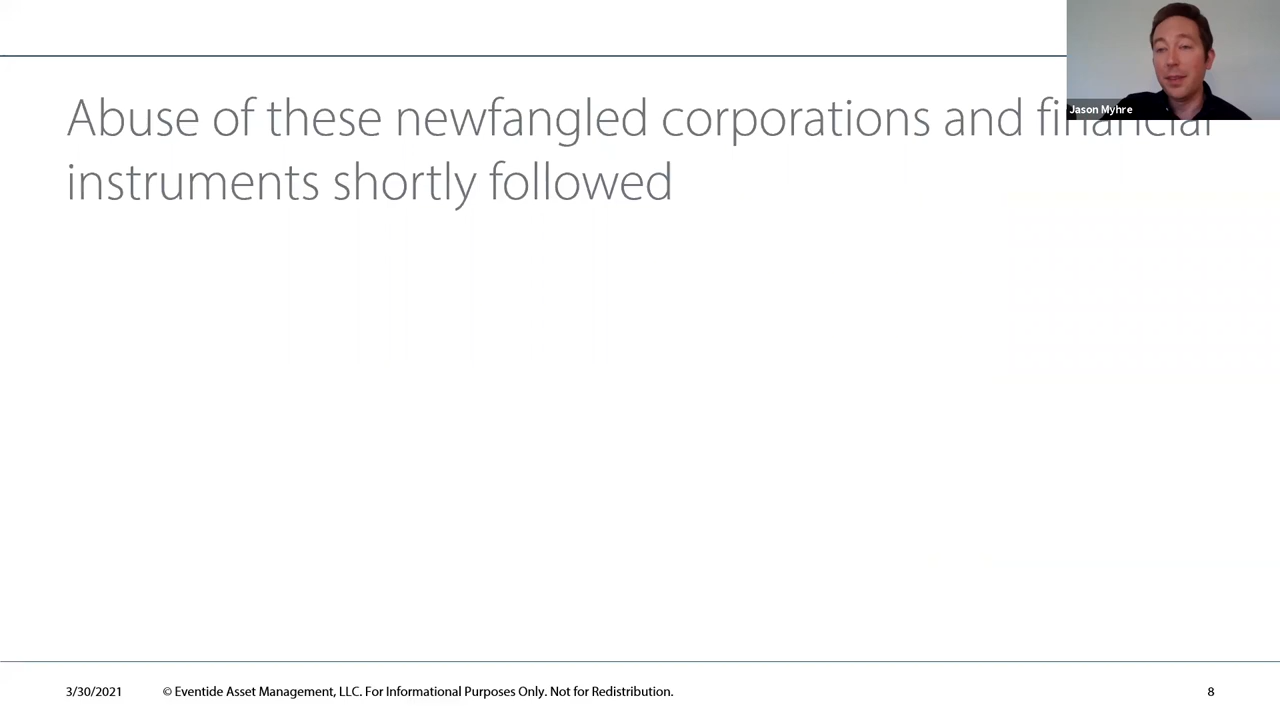 Abuse of these newfangled corporations and financial
instruments shortly followed
Jason Myhre
3/30/2021 © Eventide Asset Management, LLC. For Informational Purposes Only. Not for Redistribution. 8